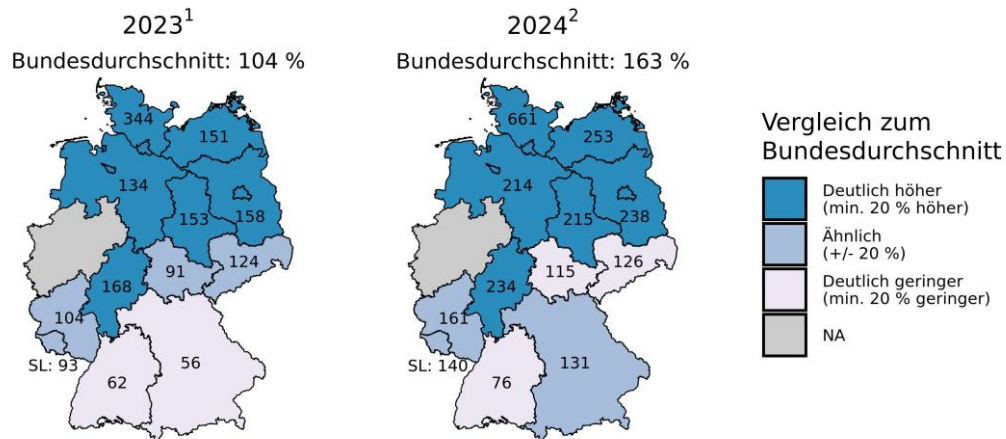 2023¹
Bundesdurchschnitt: 104 %
344
151
134
153
158
124
91
168
104
SL: 93
56
62
2024²
Bundesdurchschnitt: 163 %
661
253
214
215
238
126
115
234
161
SL: 140
131
76
Vergleich zum
Bundesdurchschnitt
Deutlich höher
(min. 20 % höher)
Ähnlich
(+/- 20 %)
Deutlich geringer
(min. 20 % geringer)
NA